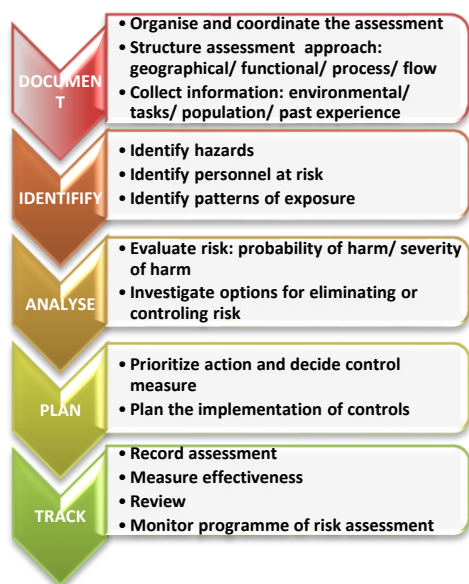 DOCUMEN
T
• Organise and coordinate the assessment
• Structure assessment approach:
geographical/ functional/ process/ flow
• Collect information: environmental/
tasks/ population/ past experience
IDENTIFIFY
• Identify hazards
• Identify personnel at risk
• Identify patterns of exposure
ANALYSE
• Evaluate risk: probability of harm/ severity
of harm
• Investigate options for eliminating or
controling risk
PLAN
• Prioritize action and decide control
measure
• Plan the implementation of controls
TRACK
• Record assessment
• Measure effectiveness
• Review
• Monitor programme of risk assessment